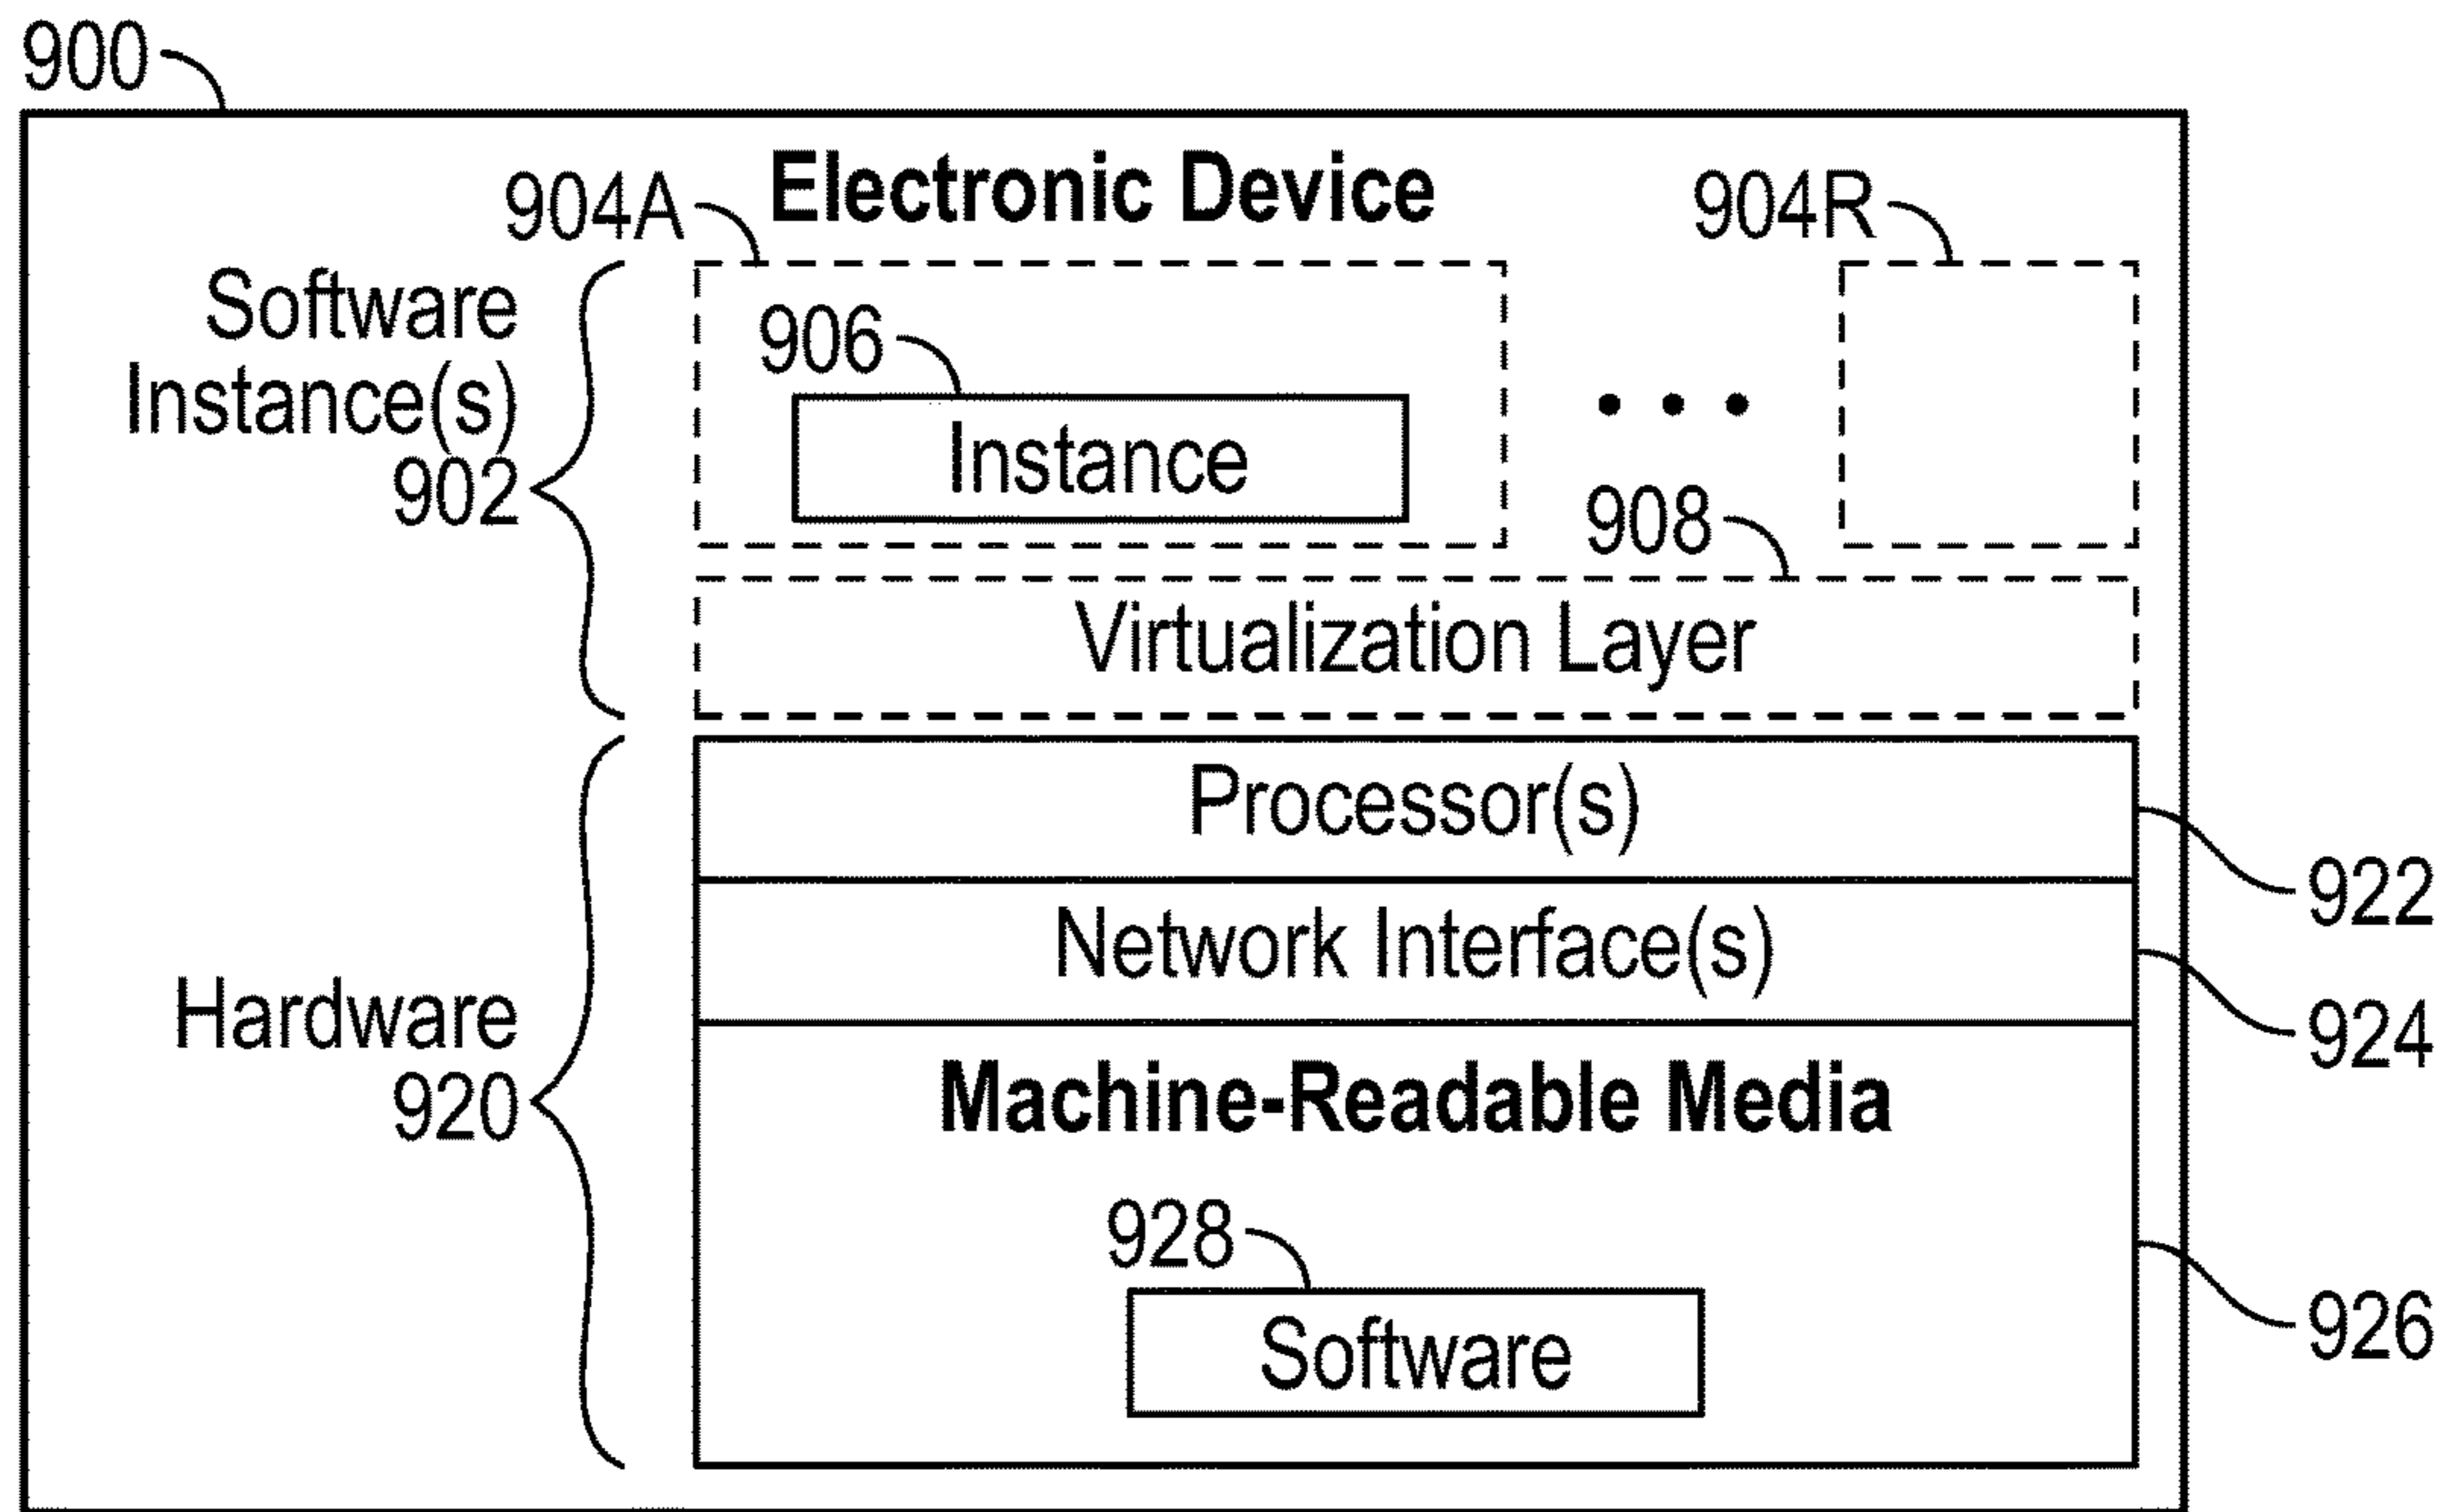 900
Electronic Device
904A
904R
Software
Instance(s)
902
906
Instance
908
Virtualization Layer
Processor(s)
922
Network Interface(s)
924
Hardware
920
Machine-Readable Media
928
Software
926